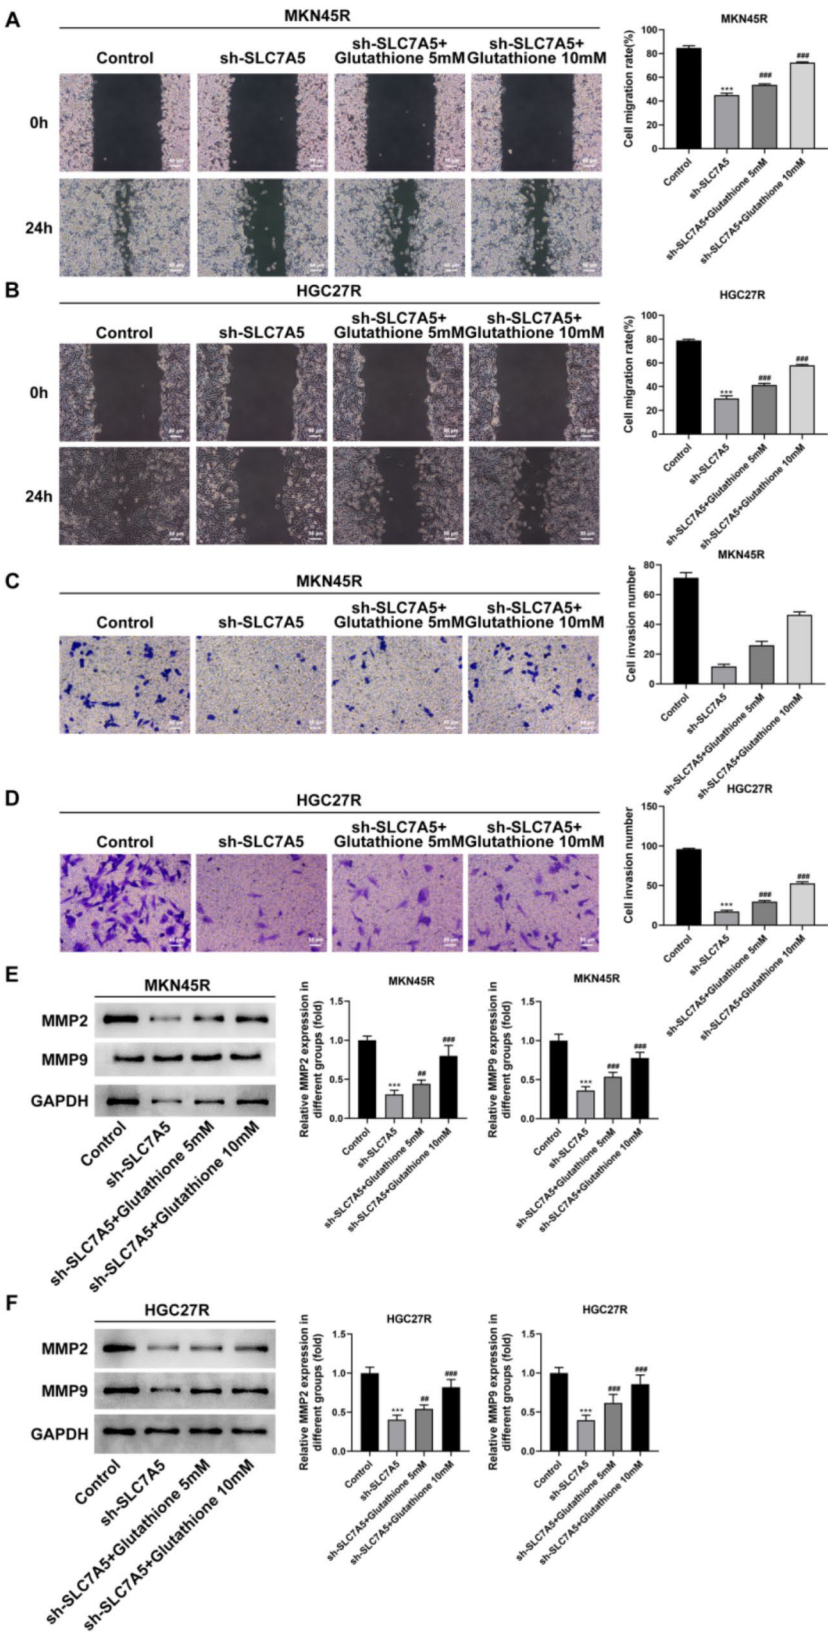 A
MKN45R
Control
sh-SLC7A5
sh-SLC7A5+
Glutathione 5mM
sh-SLC7A5+
Glutathione 10mM
0h
24h
MKN45R
Cell migration rate(%)
100
80
60
40
20
0
***
###
###
Control
sh-SLC7A5
sh-SLC7A5+Glutathione 5mM
sh-SLC7A5+Glutathione 10mM
B
HGC27R
Control
sh-SLC7A5
sh-SLC7A5+
Glutathione 5mM
sh-SLC7A5+
Glutathione 10mM
0h
24h
HGC27R
Cell migration rate(%)
100
80
60
40
20
0
***
###
###
Control
sh-SLC7A5
sh-SLC7A5+Glutathione 5mM
sh-SLC7A5+Glutathione 10mM
C
MKN45R
Control
sh-SLC7A5
sh-SLC7A5+
Glutathione 5mM
sh-SLC7A5+
Glutathione 10mM
MKN45R
Cell invasion number
80
60
40
20
0
Control
sh-SLC7A5
sh-SLC7A5+Glutathione 5mM
sh-SLC7A5+Glutathione 10mM
D
HGC27R
Control
sh-SLC7A5
sh-SLC7A5+
Glutathione 5mM
sh-SLC7A5+
Glutathione 10mM
HGC27R
Cell invasion number
150
100
50
0
***
###
###
Control
sh-SLC7A5
sh-SLC7A5+Glutathione 5mM
sh-SLC7A5+Glutathione 10mM
E
MKN45R
MMP2
MMP9
GAPDH
Control
sh-SLC7A5
sh-SLC7A5+Glutathione 5mM
sh-SLC7A5+Glutathione 10mM
MKN45R
Relative MMP2 expression in
different groups (fold)
1.5
1.0
0.5
0.0
***
##
###
Control
sh-SLC7A5
sh-SLC7A5+Glutathione 5mM
sh-SLC7A5+Glutathione 10mM
MKN45R
Relative MMP9 expression in
different groups (fold)
1.5
1.0
0.5
0.0
***
###
###
Control
sh-SLC7A5
sh-SLC7A5+Glutathione 5mM
sh-SLC7A5+Glutathione 10mM
F
HGC27R
MMP2
MMP9
GAPDH
Control
sh-SLC7A5
sh-SLC7A5+Glutathione 5mM
sh-SLC7A5+Glutathione 10mM
HGC27R
Relative MMP2 expression in
different groups (fold)
1.5
1.0
0.5
0.0
***
##
###
Control
sh-SLC7A5
sh-SLC7A5+Glutathione 5mM
sh-SLC7A5+Glutathione 10mM
HGC27R
Relative MMP9 expression in
different groups (fold)
1.5
1.0
0.5
0.0
***
###
###
Control
sh-SLC7A5
sh-SLC7A5+Glutathione 5mM
sh-SLC7A5+Glutathione 10mM